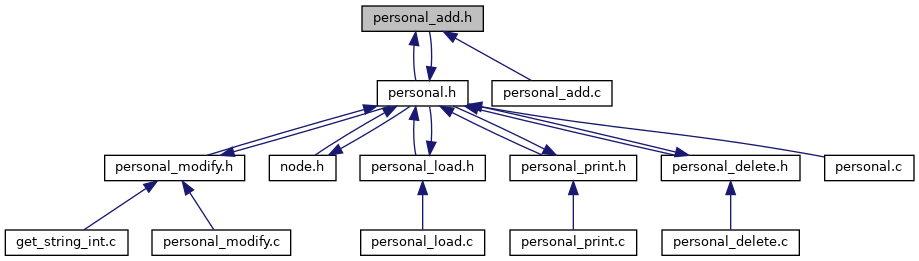 personal_add.h
personal.h
personal_add.c
personal_modify.h
node.h
personal_load.h
personal_print.h
personal_delete.h
personal.c
get_string_int.c
personal_modify.c
personal_load.c
personal_print.c
personal_delete.c